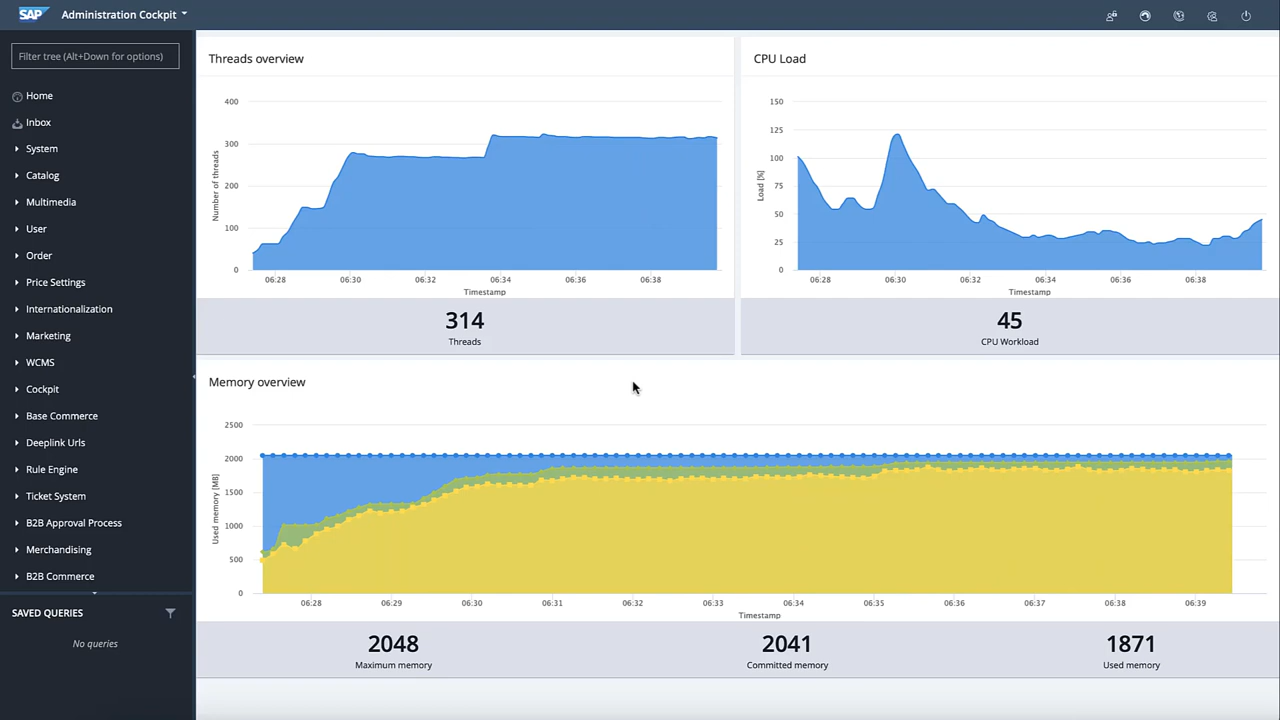 SAP Administration Cockpit
Filter tree (Alt+Down for options)
Home
Inbox
System
Catalog
Multimedia
User
Order
Price Settings
Internationalization
Marketing
WCMS
Cockpit
Base Commerce
Deeplink Urls
Rule Engine
Ticket System
B2B Approval Process
Merchandising
B2B Commerce
SAVED QUERIES
No queries
Threads overview
Number of threads
400
300
200
100
0
06:28 06:30 06:32 06:34 06:36 06:38
Timestamp
314
Threads
CPU Load
Load [%]
150
125
100
75
50
25
0
06:28 06:30 06:32 06:34 06:36 06:38
Timestamp
45
CPU Workload
Memory overview
Used memory [MB]
2500
2000
1500
1000
500
0
06:28 06:29 06:30 06:31 06:32 06:33 06:34 06:35 06:36 06:37 06:38 06:39
Timestamp
2048 2041 1871
Maximum memory Committed memory Used memory